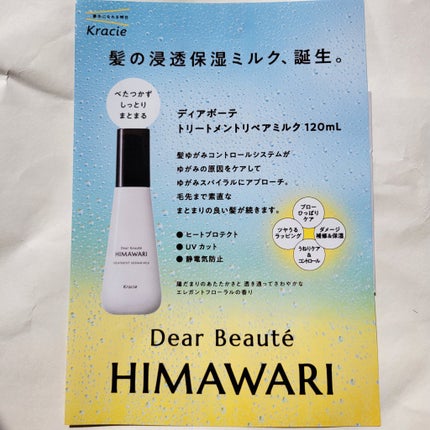 夢中になれる明日
Kracie
髪の浸透保湿ミルク、誕生。
べたつかず
しっとり
まとまる
ディアボーテ
トリートメントリペアミルク 120mL
髪ゆがみコントロールシステムが
ゆがみの原因をケアして
ゆがみスパイラルにアプローチ。
毛先まで素直な
まとまりの良い髪が続きます。
● ヒートプロテクト
● UVカット
● 静電気防止
ブロー
ひっぱり
ケア
ツヤうる
ラッピング
ダメージ
補修&保湿
うねりケア
&
コントロール
陽だまりのあたたかさと 透き通ってさわやかな
エレガントフローラルの香り
Dear Beauté
HIMAWARI
TREATMENT REPAIR MILK
Kracie
Dear Beauté
HIMAWARI